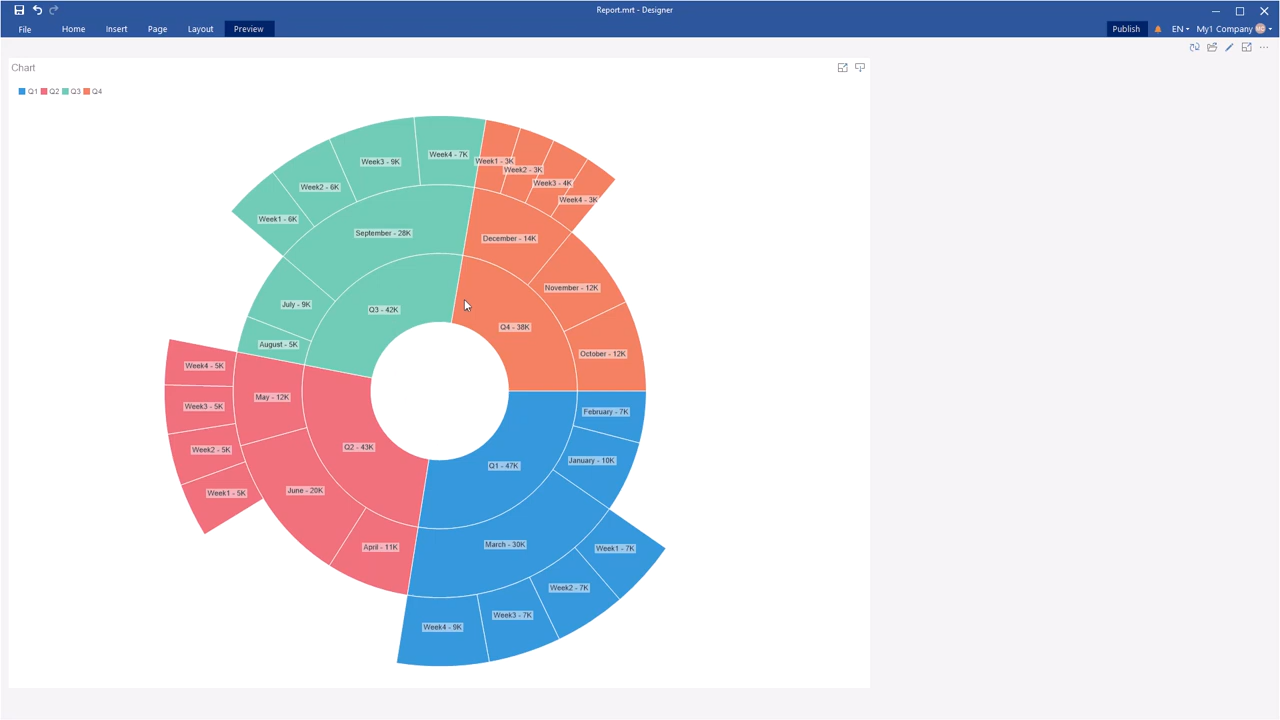 Report.mrt - Designer
File Home Insert Page Layout Preview
Publish EN My1 Company
Chart
Q1 Q2 Q3 Q4
Week4 - 7K
Week3 - 9K
Week1 - 3K
Week2 - 3K
Week3 - 4K
Week2 - 6K
Week4 - 3K
Week1 - 6K
September - 28K
December - 14K
November - 12K
July - 9K
Q3 - 42K
Q4 - 38K
August - 5K
October - 12K
Week4 - 5K
May - 12K
Week3 - 5K
February - 7K
Q2 - 43K
Week2 - 5K
January - 10K
Q1 - 47K
June - 20K
Week1 - 5K
March - 30K
April - 11K
Week1 - 7K
Week2 - 7K
Week3 - 7K
Week4 - 9K